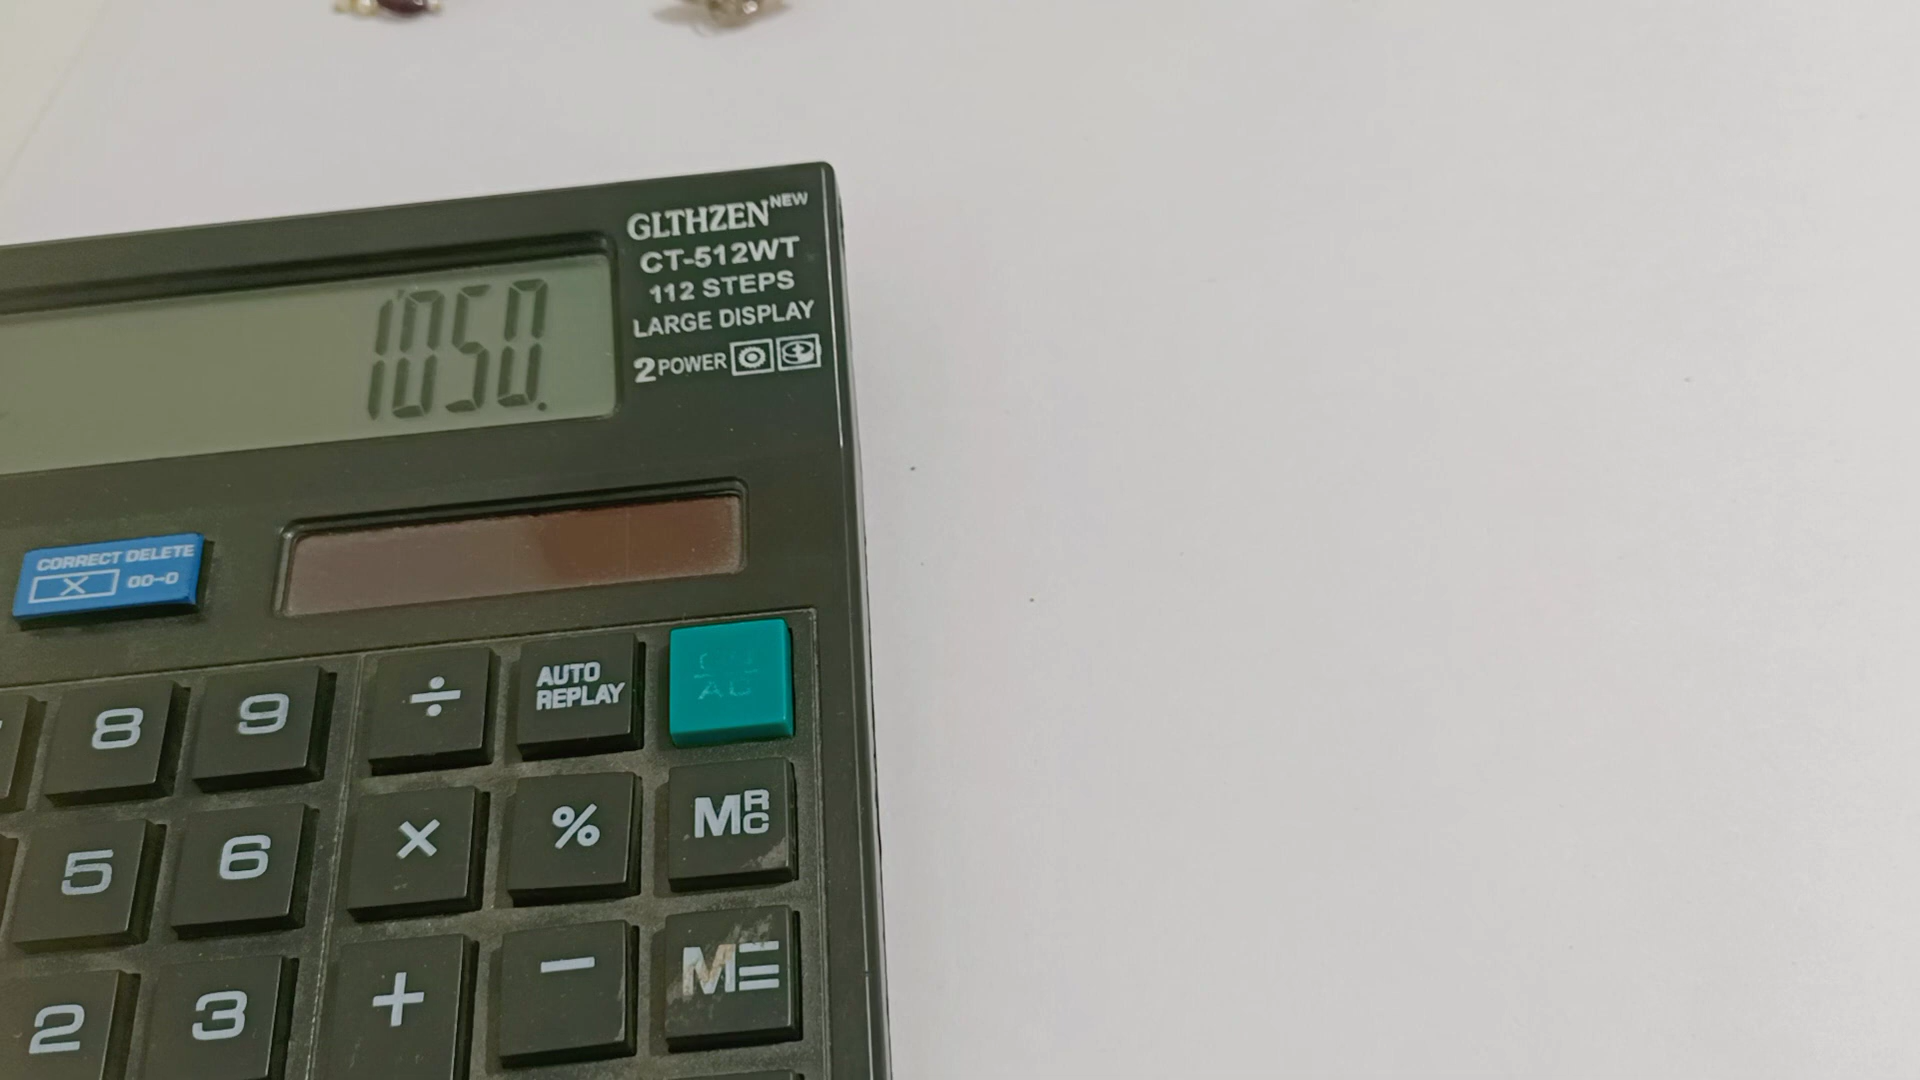 GLTHZEN NEW
CT-512WT
112 STEPS
LARGE DISPLAY
2 POWER
1050.
CORRECT DELETE
X 00-0
AUTO
REPLAY
AC
8 9 ÷
5 6 × % MRC
2 3 + −